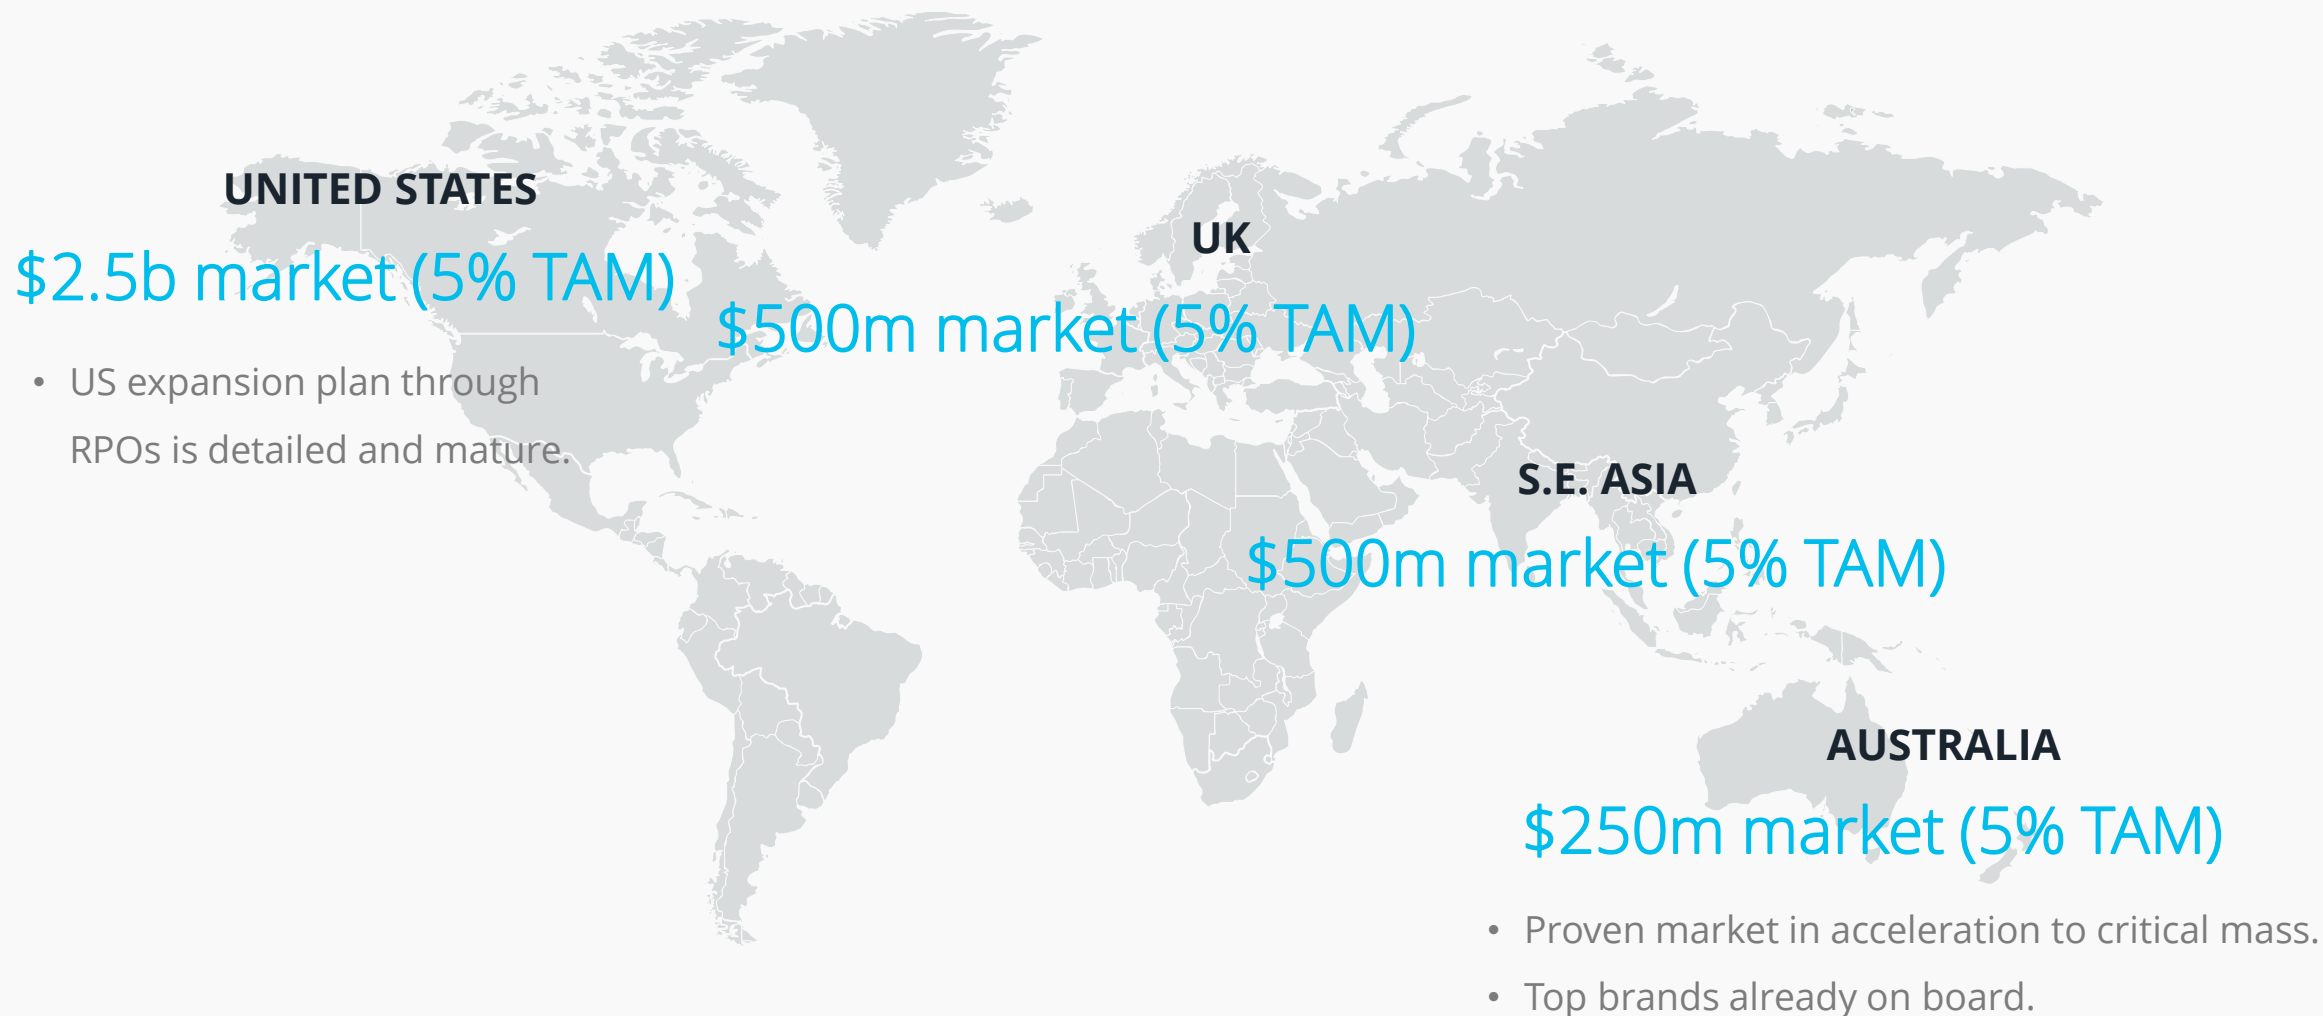 UNITED STATES
$2.5b market (5% TAM)
• US expansion plan through
RPOs is detailed and mature.
UK
$500m market (5% TAM)
S.E. ASIA
$500m market (5% TAM)
AUSTRALIA
$250m market (5% TAM)
• Proven market in acceleration to critical mass.
• Top brands already on board.